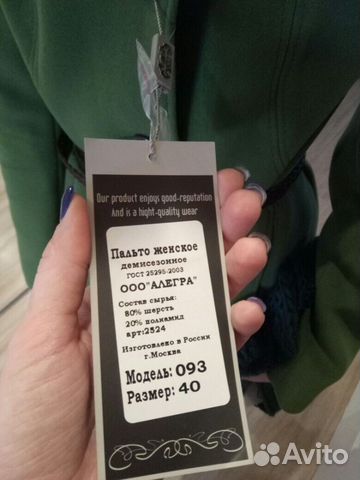 Our product enjoys good-reputation
And is a hight-quality wear
Пальто женское
демисезонное
ГОСТ 25295-2003
ООО"АЛЕГРА"
Состав сырья:
80% шерсть
20% полиамид
арт:2524
Изготовлено в России
г.Москва
Модель: 093
Размер: 40
Avito